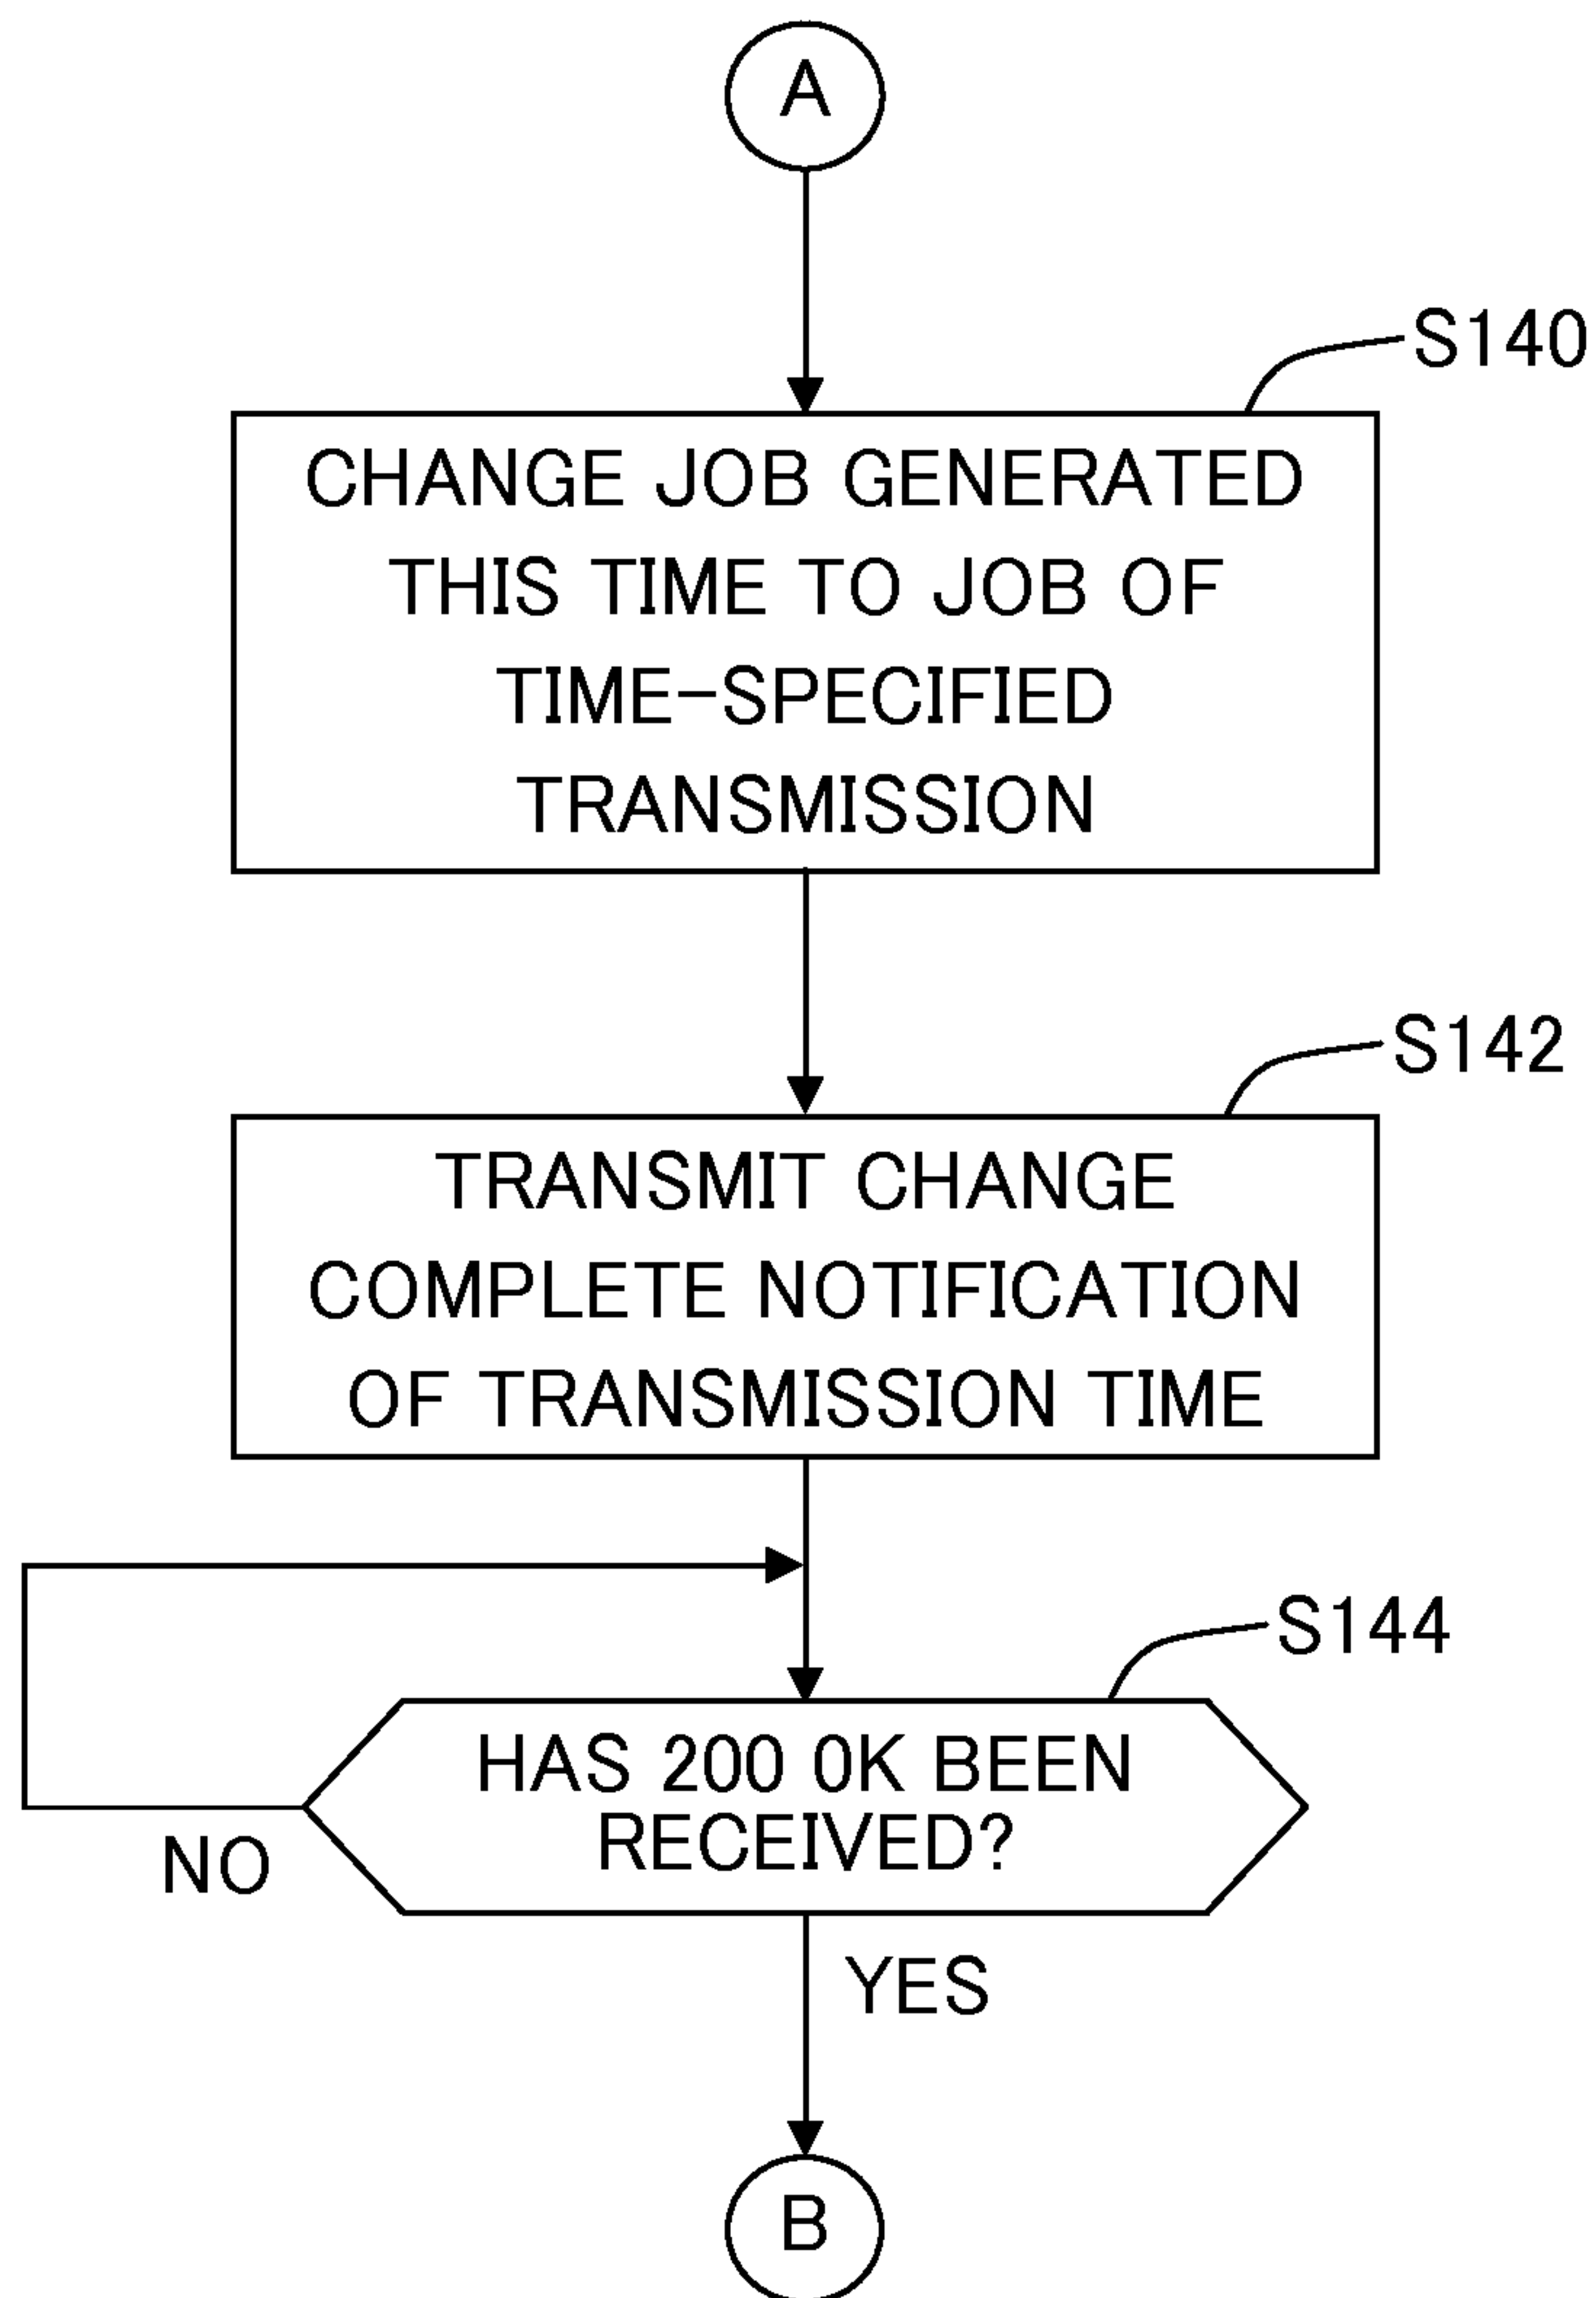 A
S140
CHANGE JOB GENERATED
THIS TIME TO JOB OF
TIME-SPECIFIED
TRANSMISSION
S142
TRANSMIT CHANGE
COMPLETE NOTIFICATION
OF TRANSMISSION TIME
S144
HAS 200 0K BEEN
RECEIVED?
NO
YES
B